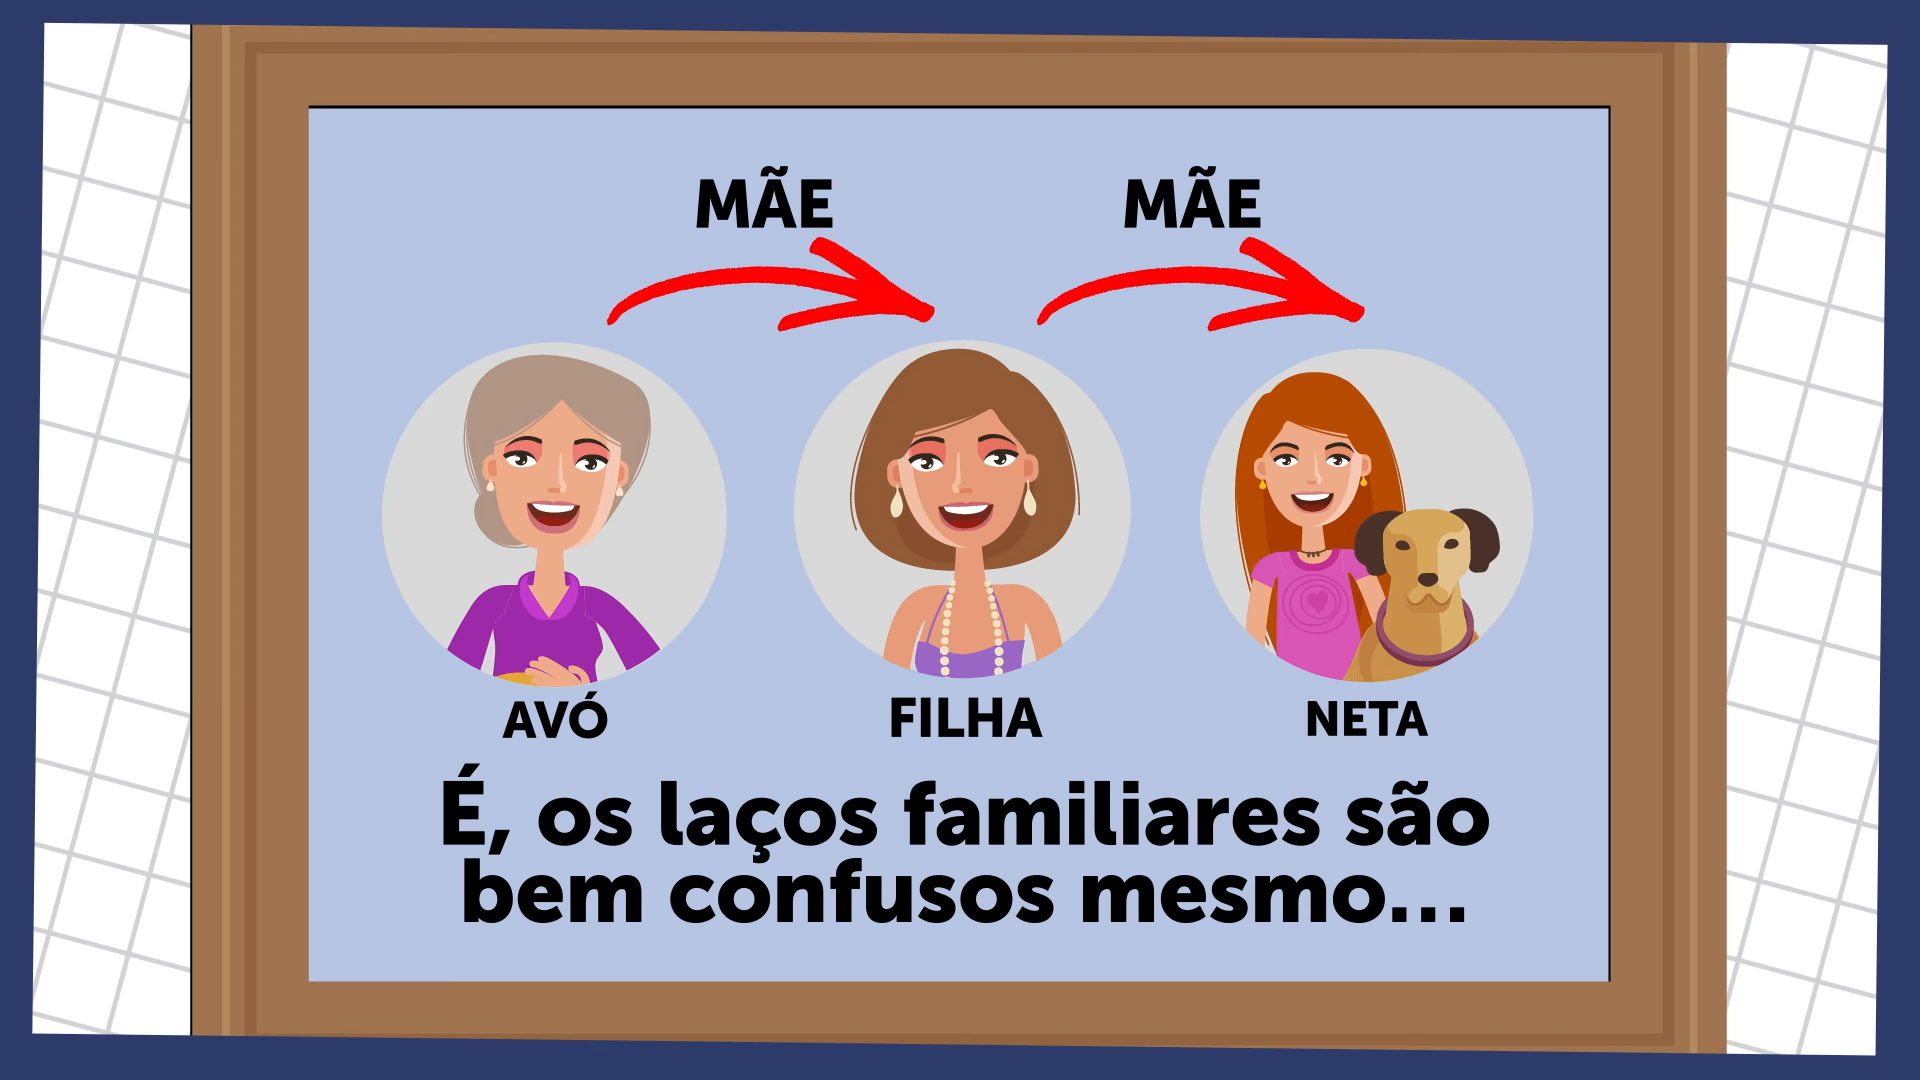 MÃE MÃE
AVÓ FILHA NETA
É, os laços familiares são
bem confusos mesmo...